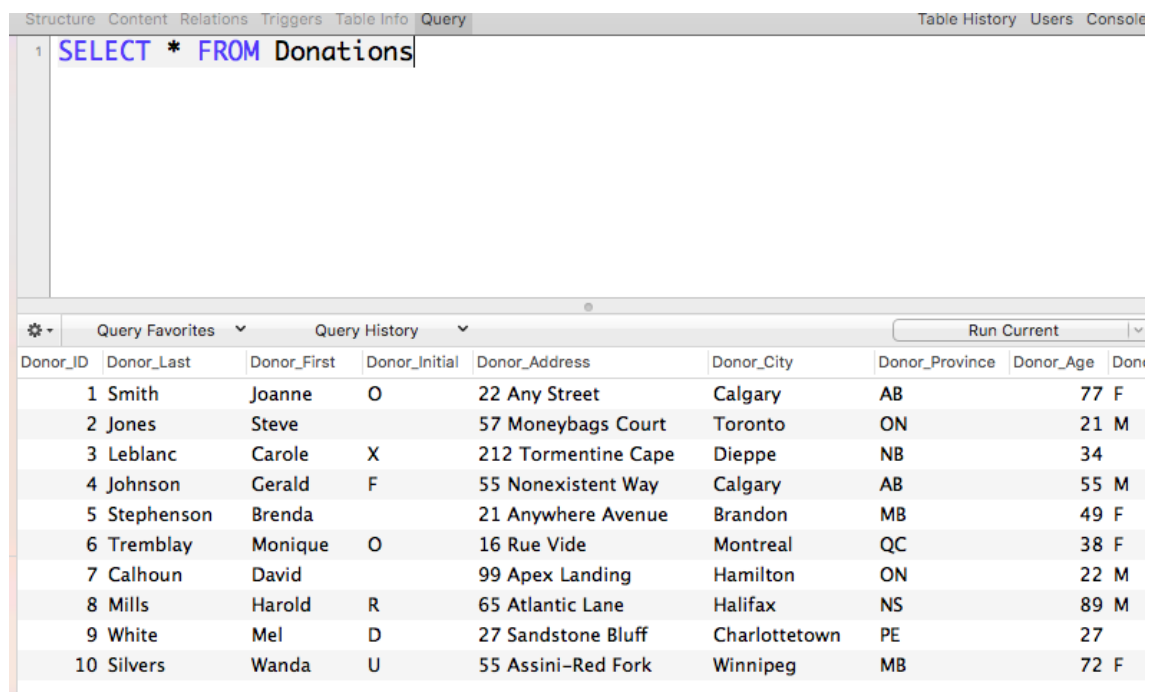 Structure Content Relations Triggers Table Info Query Table History Users Console
1 SELECT * FROM Donations
Query Favorites Query History Run Current
Donor_ID Donor_Last Donor_First Donor_Initial Donor_Address Donor_City Donor_Province Donor_Age
1 Smith Joanne O 22 Any Street Calgary AB 77 F
2 Jones Steve 57 Moneybags Court Toronto ON 21 M
3 Leblanc Carole X 212 Tormentine Cape Dieppe NB 34
4 Johnson Gerald F 55 Nonexistent Way Calgary AB 55 M
5 Stephenson Brenda 21 Anywhere Avenue Brandon MB 49 F
6 Tremblay Monique O 16 Rue Vide Montreal QC 38 F
7 Calhoun David 99 Apex Landing Hamilton ON 22 M
8 Mills Harold R 65 Atlantic Lane Halifax NS 89 M
9 White Mel D 27 Sandstone Bluff Charlottetown PE 27
10 Silvers Wanda U 55 Assini-Red Fork Winnipeg MB 72 F